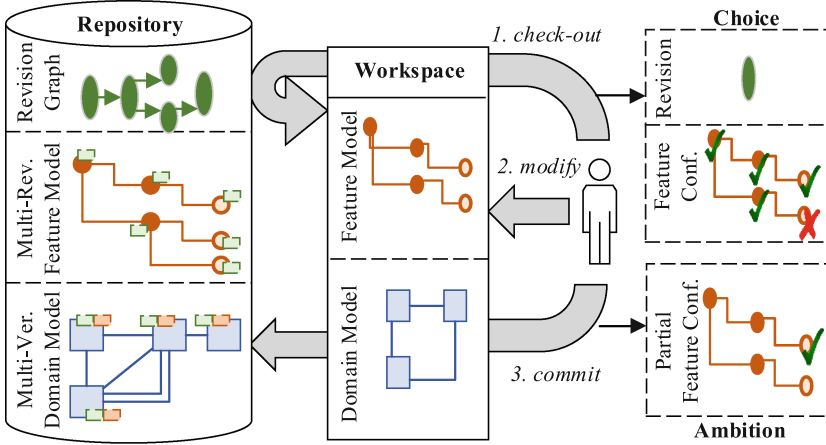 Repository
Revision
Graph
Multi-Rev.
Feature Model
Multi-Ver.
Domain Model
Workspace
Feature Model
Domain Model
1. check-out
2. modify
3. commit
Choice
Revision
Feature
Conf.
Partial
Feature Conf.
Ambition